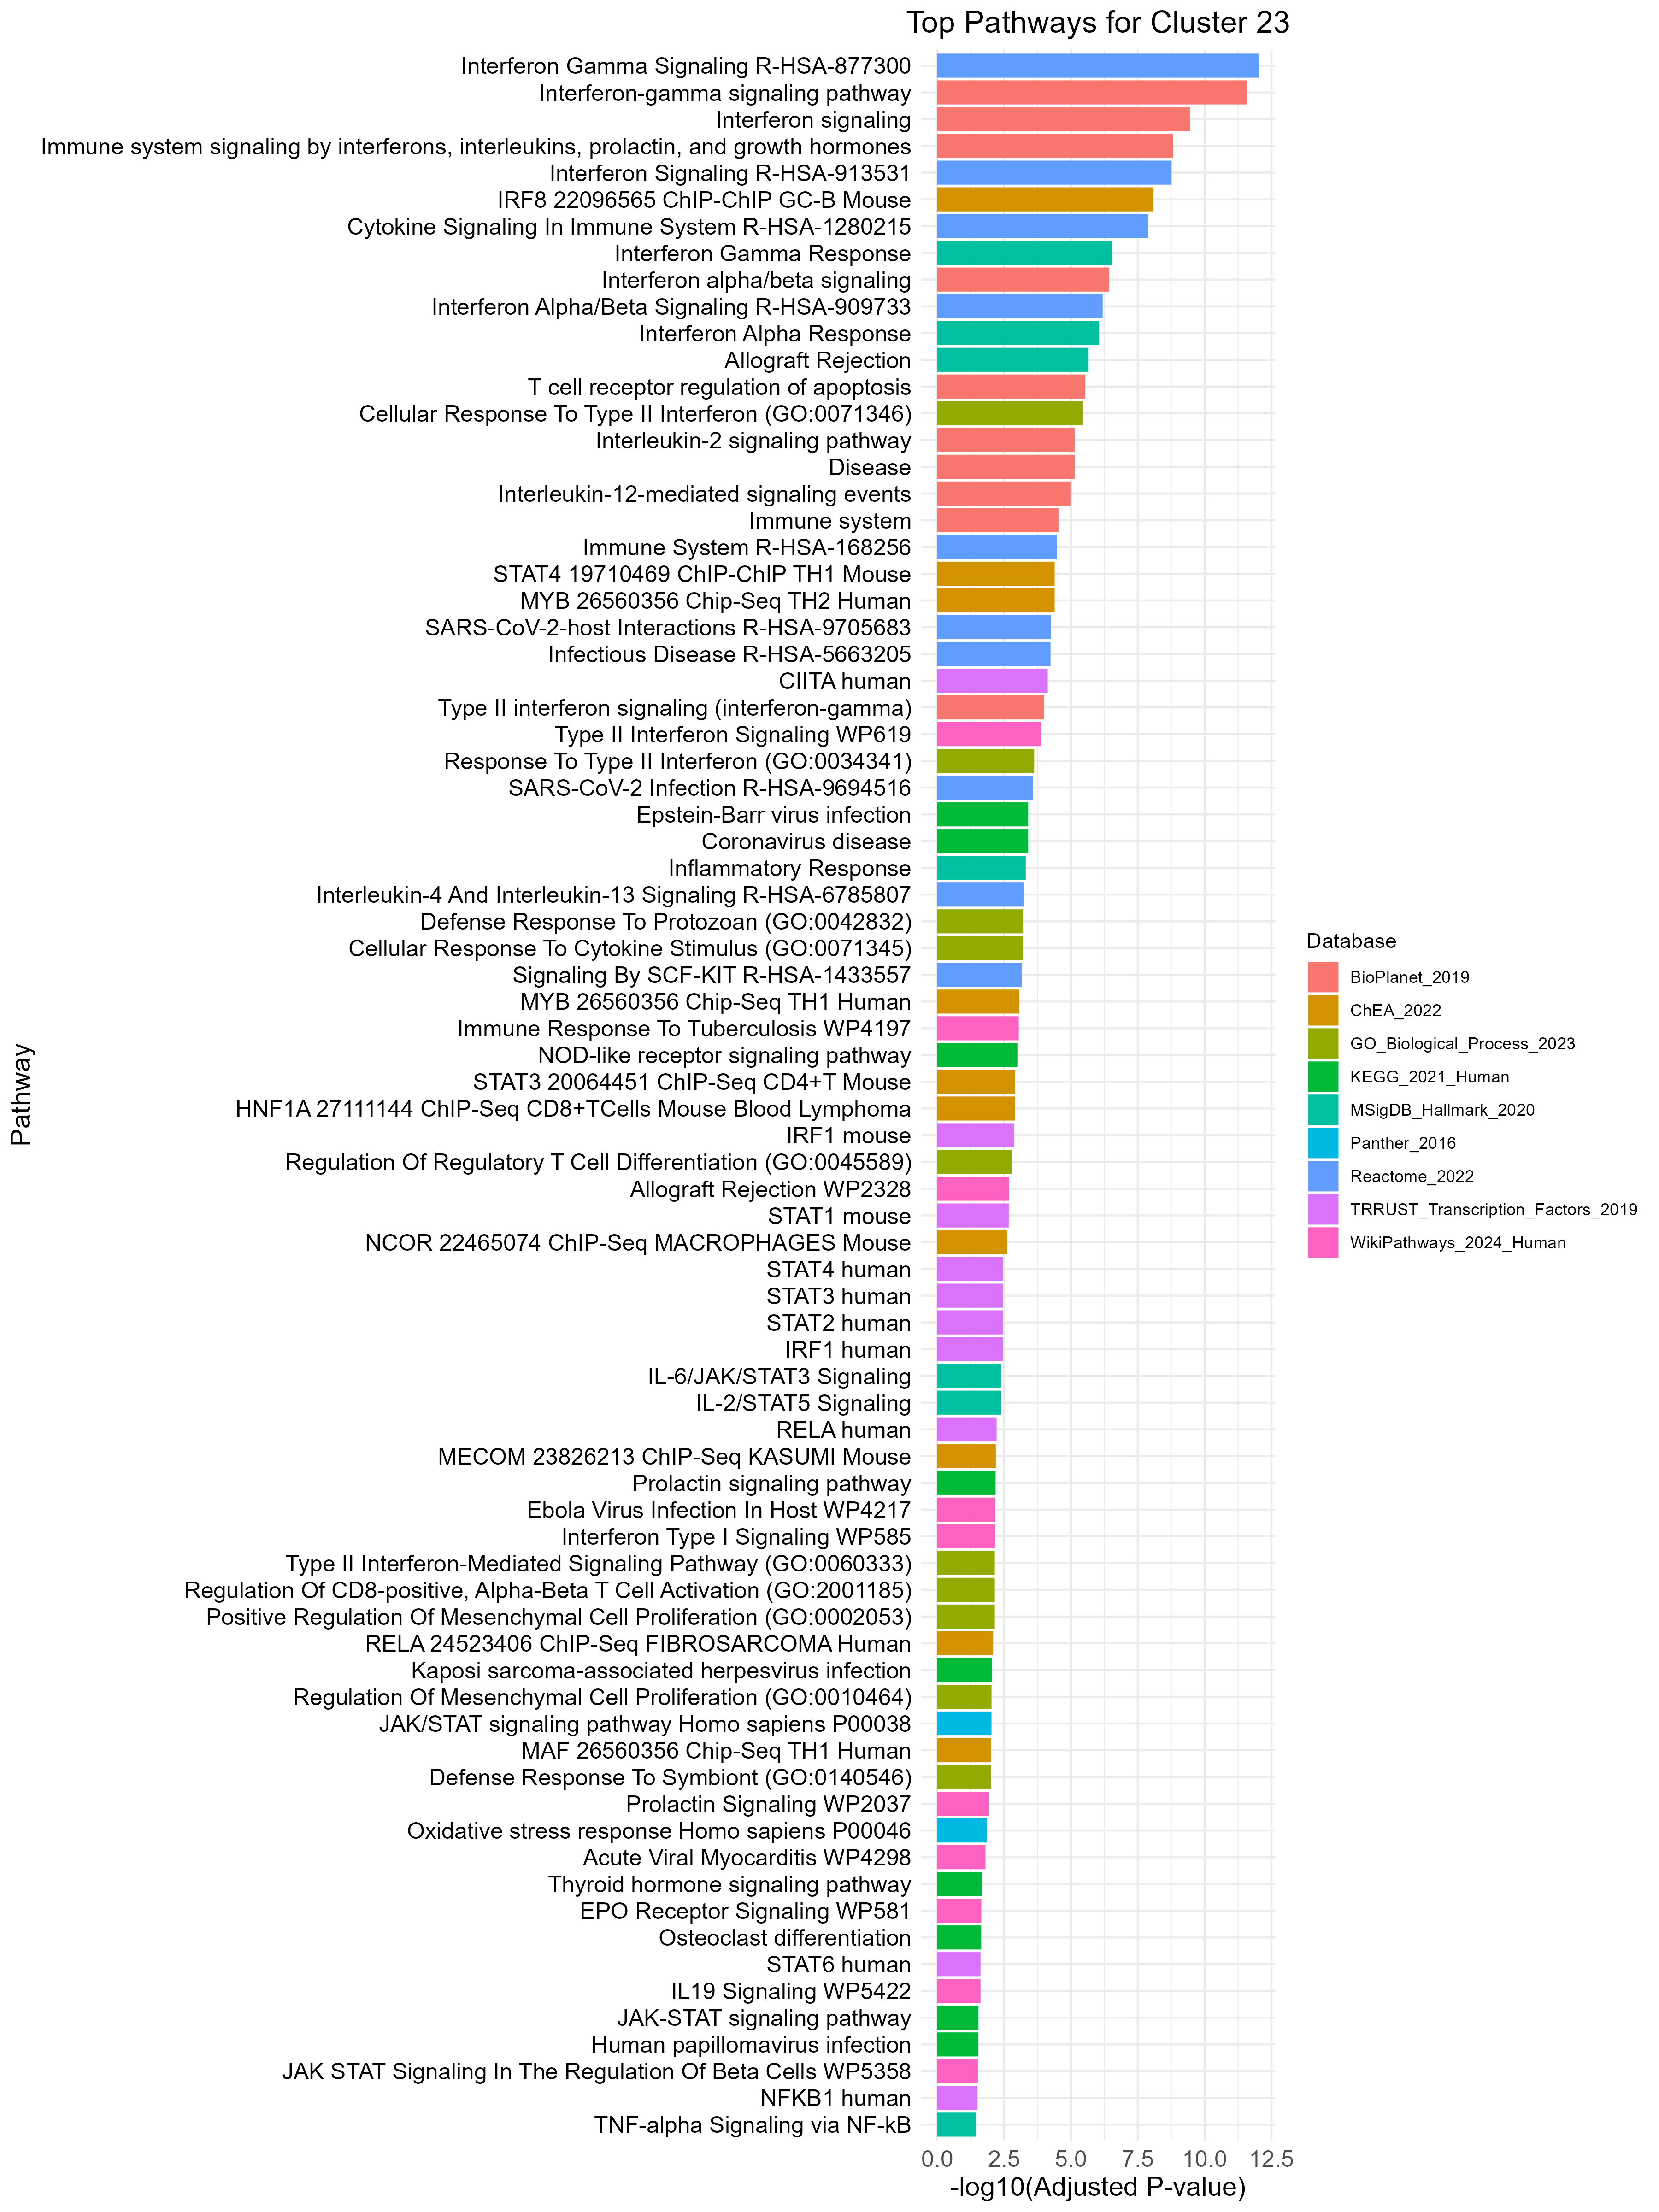 Top Pathways for Cluster 23
Interferon Gamma Signaling R-HSA-877300
Interferon-gamma signaling pathway
Interferon signaling
Immune system signaling by interferons, interleukins, prolactin, and growth hormones
Interferon Signaling R-HSA-913531
IRF8 22096565 ChIP-ChIP GC-B Mouse
Cytokine Signaling In Immune System R-HSA-1280215
Interferon Gamma Response
Interferon alpha/beta signaling
Interferon Alpha/Beta Signaling R-HSA-909733
Interferon Alpha Response
Allograft Rejection
T cell receptor regulation of apoptosis
Cellular Response To Type II Interferon (GO:0071346)
Interleukin-2 signaling pathway
Disease
Interleukin-12-mediated signaling events
Immune system
Immune System R-HSA-168256
STAT4 19710469 ChIP-ChIP TH1 Mouse
MYB 26560356 Chip-Seq TH2 Human
SARS-CoV-2-host Interactions R-HSA-9705683
Infectious Disease R-HSA-5663205
CIITA human
Type II interferon signaling (interferon-gamma)
Type II Interferon Signaling WP619
Response To Type II Interferon (GO:0034341)
SARS-CoV-2 Infection R-HSA-9694516
Epstein-Barr virus infection
Coronavirus disease
Inflammatory Response
Interleukin-4 And Interleukin-13 Signaling R-HSA-6785807
Defense Response To Protozoan (GO:0042832)
Cellular Response To Cytokine Stimulus (GO:0071345)
Signaling By SCF-KIT R-HSA-1433557
MYB 26560356 Chip-Seq TH1 Human
Immune Response To Tuberculosis WP4197
NOD-like receptor signaling pathway
STAT3 20064451 ChIP-Seq CD4+T Mouse
HNF1A 27111144 ChIP-Seq CD8+TCells Mouse Blood Lymphoma
IRF1 mouse
Regulation Of Regulatory T Cell Differentiation (GO:0045589)
Allograft Rejection WP2328
STAT1 mouse
NCOR 22465074 ChIP-Seq MACROPHAGES Mouse
STAT4 human
STAT3 human
STAT2 human
IRF1 human
IL-6/JAK/STAT3 Signaling
IL-2/STAT5 Signaling
RELA human
MECOM 23826213 ChIP-Seq KASUMI Mouse
Prolactin signaling pathway
Ebola Virus Infection In Host WP4217
Interferon Type I Signaling WP585
Type II Interferon-Mediated Signaling Pathway (GO:0060333)
Regulation Of CD8-positive, Alpha-Beta T Cell Activation (GO:2001185)
Positive Regulation Of Mesenchymal Cell Proliferation (GO:0002053)
RELA 24523406 ChIP-Seq FIBROSARCOMA Human
Kaposi sarcoma-associated herpesvirus infection
Regulation Of Mesenchymal Cell Proliferation (GO:0010464)
JAK/STAT signaling pathway Homo sapiens P00038
MAF 26560356 Chip-Seq TH1 Human
Defense Response To Symbiont (GO:0140546)
Prolactin Signaling WP2037
Oxidative stress response Homo sapiens P00046
Acute Viral Myocarditis WP4298
Thyroid hormone signaling pathway
EPO Receptor Signaling WP581
Osteoclast differentiation
STAT6 human
IL19 Signaling WP5422
JAK-STAT signaling pathway
Human papillomavirus infection
JAK STAT Signaling In The Regulation Of Beta Cells WP5358
NFKB1 human
TNF-alpha Signaling via NF-kB
0.0 2.5 5.0 7.5 10.0 12.5
-log10(Adjusted P-value)
Pathway
Database
BioPlanet_2019
ChEA_2022
GO_Biological_Process_2023
KEGG_2021_Human
MSigDB_Hallmark_2020
Panther_2016
Reactome_2022
TRRUST_Transcription_Factors_2019
WikiPathways_2024_Human